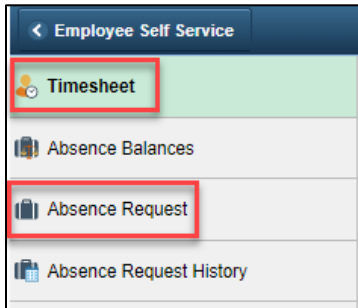 Employee Self Service
Timesheet
Absence Balances
Absence Request
Absence Request History